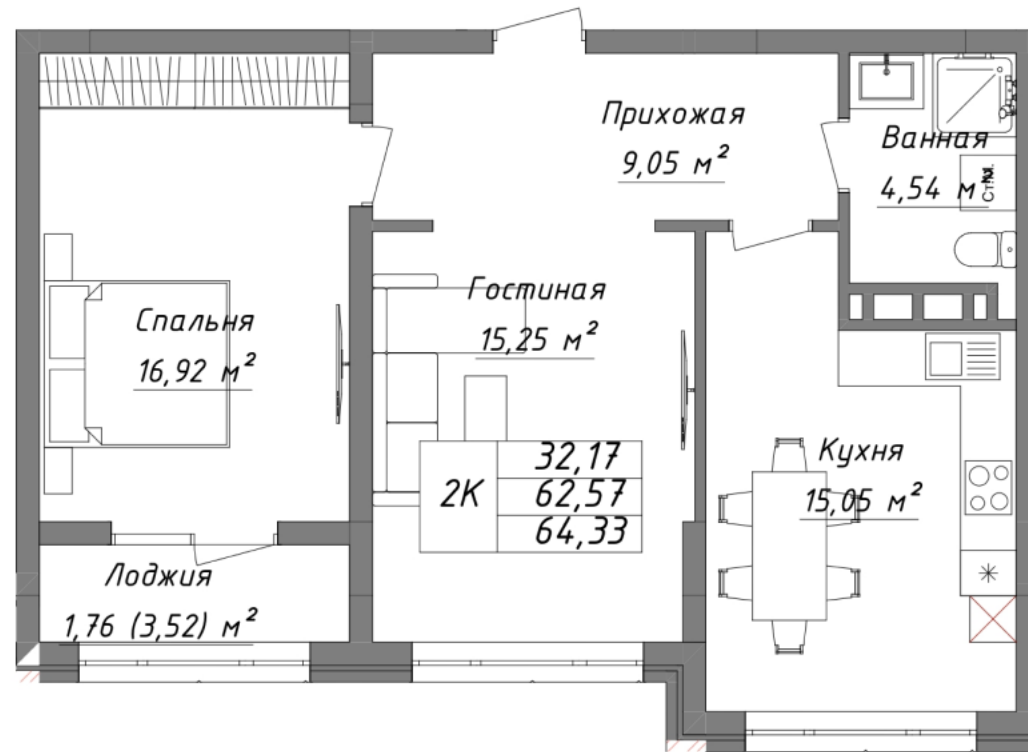 Прихожая
9,05 м²
Ванная
4,54 м²
Ст.М.
Гостиная
15,25 м²
Спальня
16,92 м²
2К
32,17
62,57
64,33
Кухня
15,05 м²
Лоджия
1,76 (3,52) м²